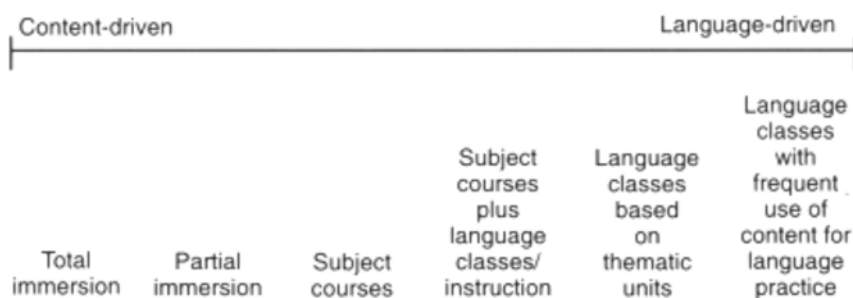 Content-driven
Language-driven
Total
immersion
Partial
immersion
Subject
courses
Subject
courses
plus
language
classes/
instruction
Language
classes
based
on
thematic
units
Language
classes
with
frequent
use of
content for
language
practice